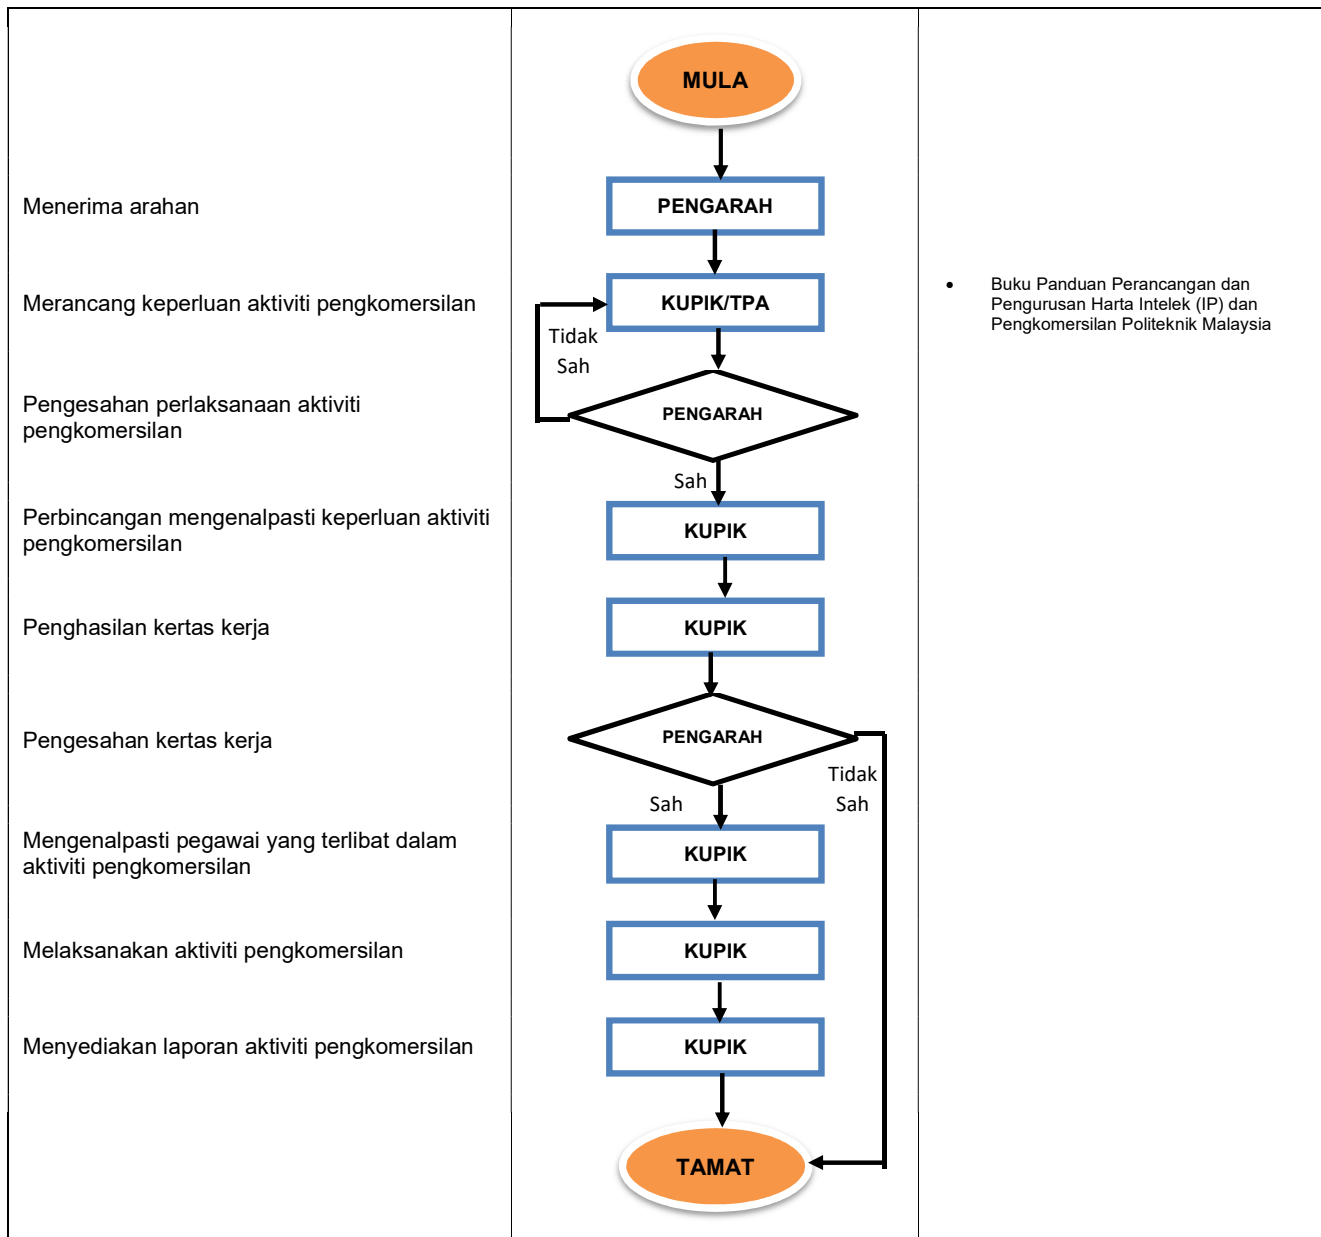 MULA
Menerima arahan
PENGARAH
Merancang keperluan aktiviti pengkomersilan
KUPIK/TPA
• Buku Panduan Perancangan dan
Pengurusan Harta Intelek (IP) dan
Pengkomersilan Politeknik Malaysia
Tidak
Sah
Pengesahan perlaksanaan aktiviti
pengkomersilan
PENGARAH
Sah
Perbincangan mengenalpasti keperluan aktiviti
pengkomersilan
KUPIK
Penghasilan kertas kerja
KUPIK
Pengesahan kertas kerja
PENGARAH
Tidak
Sah
Sah
Mengenalpasti pegawai yang terlibat dalam
aktiviti pengkomersilan
KUPIK
Melaksanakan aktiviti pengkomersilan
KUPIK
Menyediakan laporan aktiviti pengkomersilan
KUPIK
TAMAT